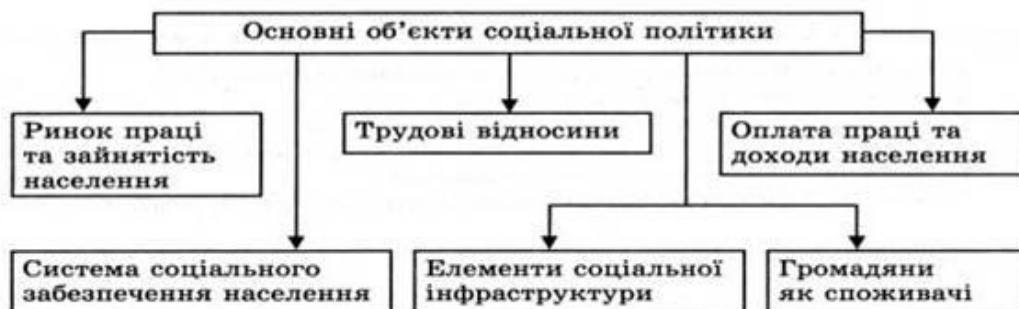 Основні об'єкти соціальної політики
Ринок праці
та зайнятість
населення
Трудові відносини
Оплата праці та
доходи населення
Система соціального
забезпечення населення
Елементи соціальної
інфраструктури
Громадяни
як споживачі